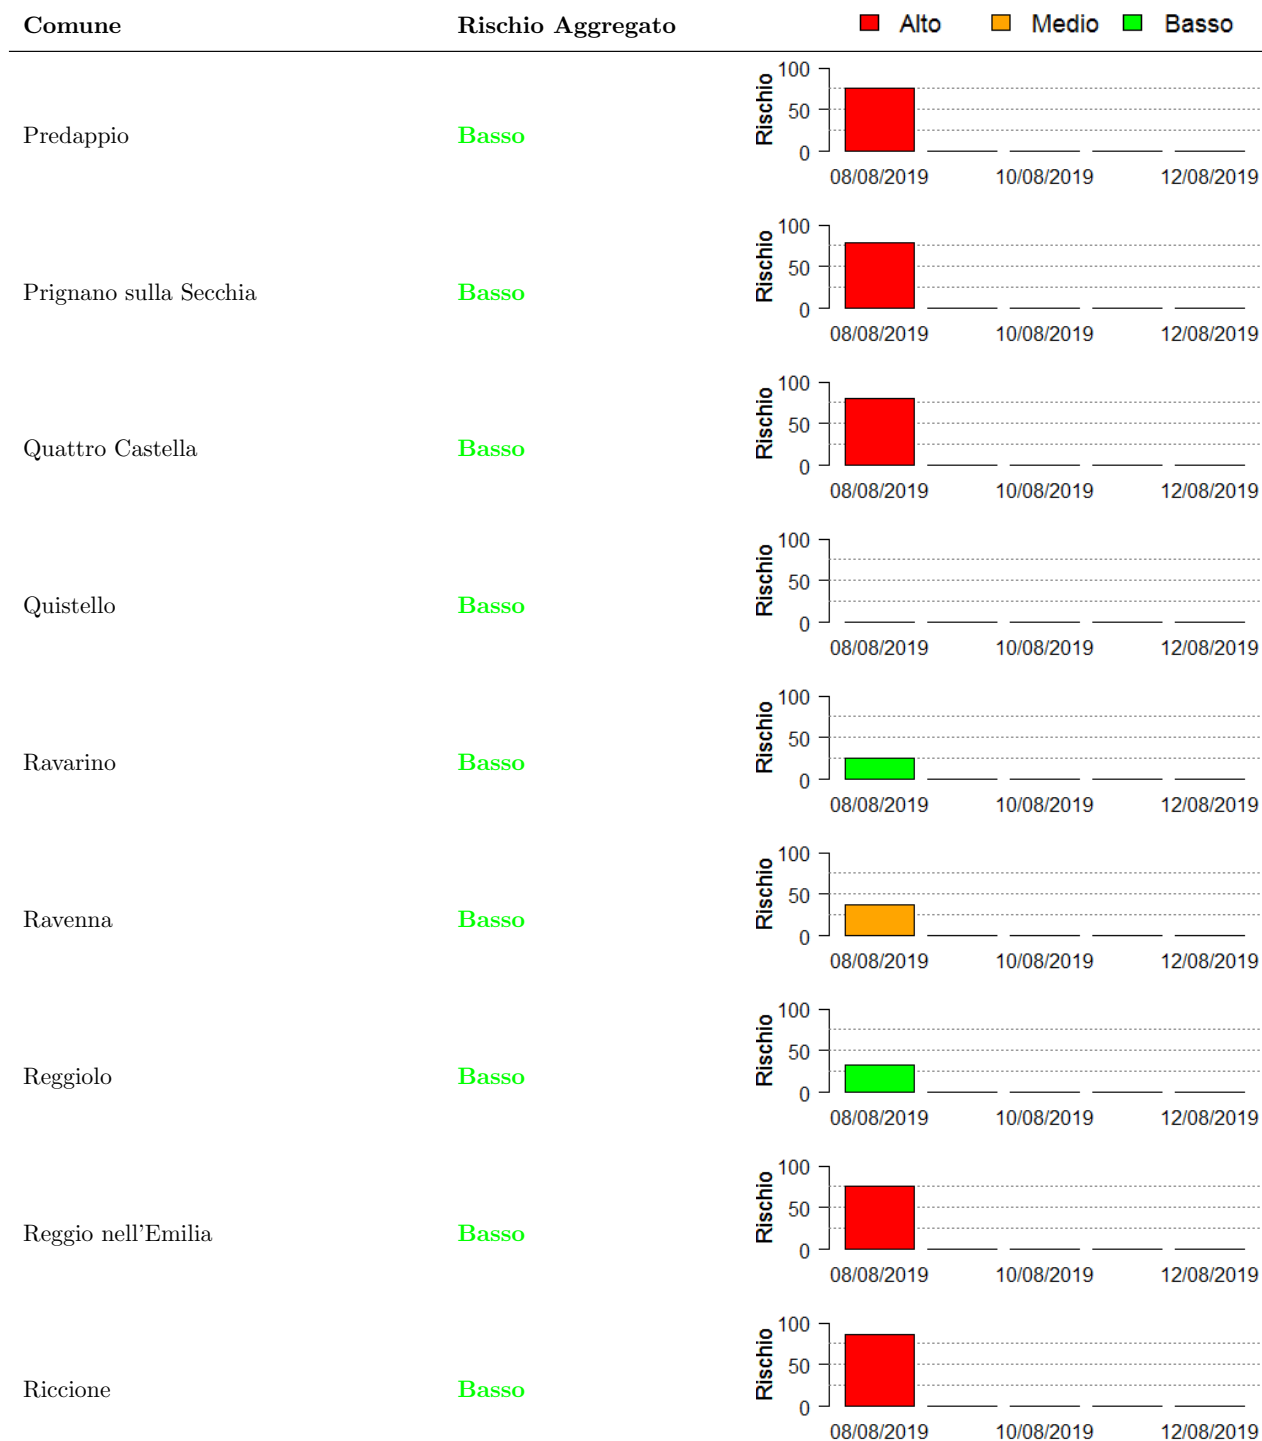 Comune Rischio Aggregato Alto Medio Basso
Predappio Basso
Rischio
100
50
0
08/08/2019 10/08/2019 12/08/2019
Prignano sulla Secchia Basso
Rischio
100
50
0
08/08/2019 10/08/2019 12/08/2019
Quattro Castella Basso
Rischio
100
50
0
08/08/2019 10/08/2019 12/08/2019
Quistello Basso
Rischio
100
50
0
08/08/2019 10/08/2019 12/08/2019
Ravarino Basso
Rischio
100
50
0
08/08/2019 10/08/2019 12/08/2019
Ravenna Basso
Rischio
100
50
0
08/08/2019 10/08/2019 12/08/2019
Reggiolo Basso
Rischio
100
50
0
08/08/2019 10/08/2019 12/08/2019
Reggio nell'Emilia Basso
Rischio
100
50
0
08/08/2019 10/08/2019 12/08/2019
Riccione Basso
Rischio
100
50
0
08/08/2019 10/08/2019 12/08/2019